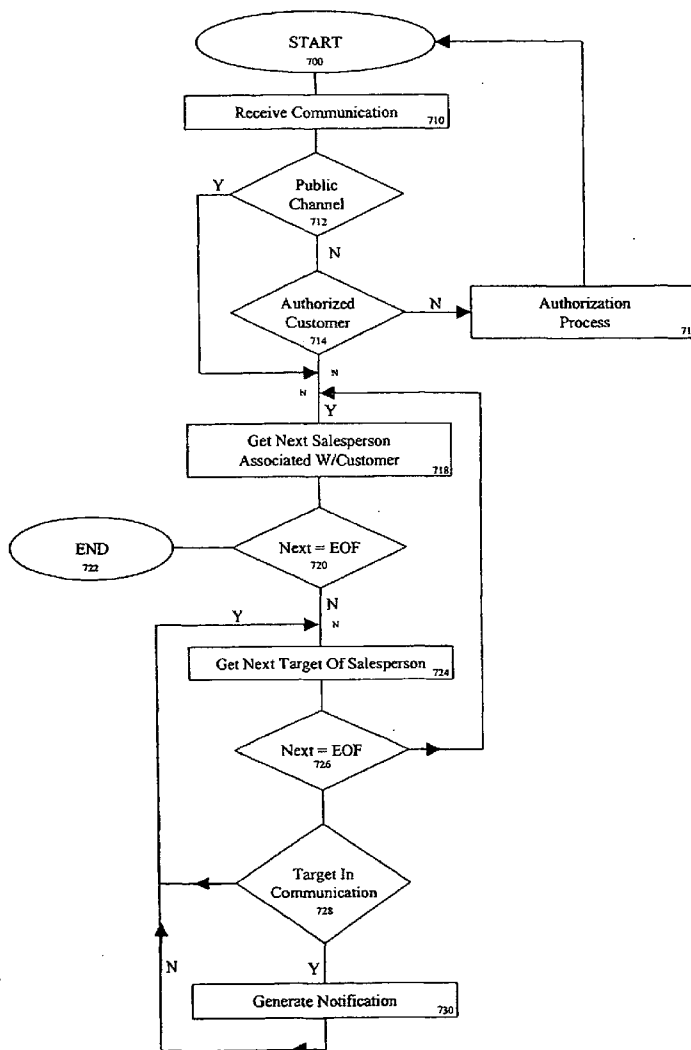 START
700
Receive Communication
710
Y
Public
Channel
712
N
Authorized
Customer
714
N
Authorization
Process
71
N
N
Y
Get Next Salesperson
Associated W/Customer
718
END
722
Next = EOF
720
N
Y
N
Get Next Target Of Salesperson
724
Next = EOF
726
Target In
Communication
728
N
Y
Generate Notification
730